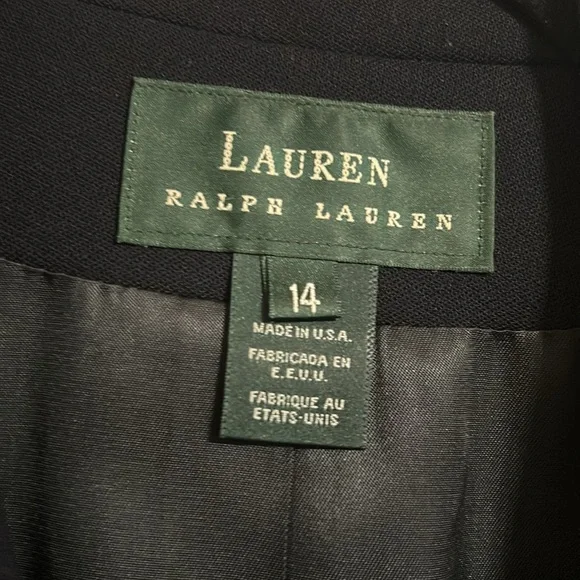 LAUREN
RALPH LAUREN
14
MADE IN U.S.A.
FABRICADA EN
E.E.U.U.
FABRIQUE AU
ETATS-UNIS